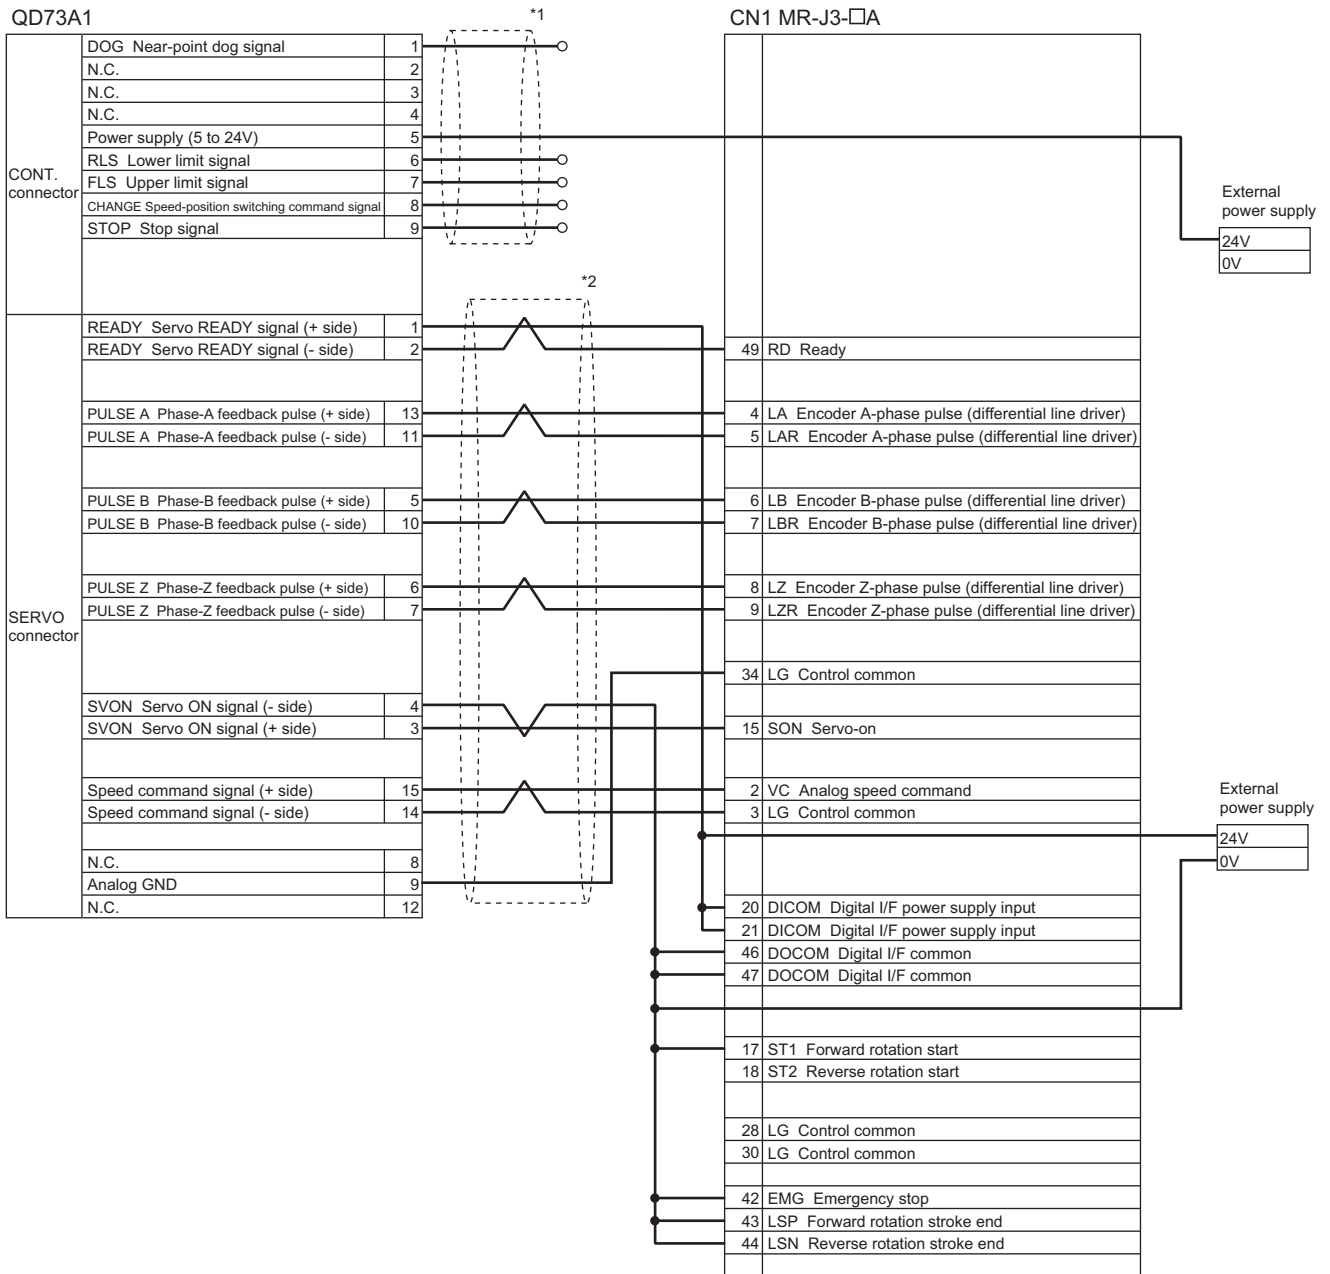 QD73A1
*1
CN1 MR-J3-□A
CONT.
connector
DOG Near-point dog signal 1
N.C. 2
N.C. 3
N.C. 4
Power supply (5 to 24V) 5
RLS Lower limit signal 6
FLS Upper limit signal 7
CHANGE Speed-position switching command signal 8
STOP Stop signal 9
External
power supply
24V
0V
*2
SERVO
connector
READY Servo READY signal (+ side) 1
READY Servo READY signal (- side) 2
49 RD Ready
PULSE A Phase-A feedback pulse (+ side) 13
4 LA Encoder A-phase pulse (differential line driver)
PULSE A Phase-A feedback pulse (- side) 11
5 LAR Encoder A-phase pulse (differential line driver)
PULSE B Phase-B feedback pulse (+ side) 5
6 LB Encoder B-phase pulse (differential line driver)
PULSE B Phase-B feedback pulse (- side) 10
7 LBR Encoder B-phase pulse (differential line driver)
PULSE Z Phase-Z feedback pulse (+ side) 6
8 LZ Encoder Z-phase pulse (differential line driver)
PULSE Z Phase-Z feedback pulse (- side) 7
9 LZR Encoder Z-phase pulse (differential line driver)
34 LG Control common
SVON Servo ON signal (- side) 4
SVON Servo ON signal (+ side) 3
15 SON Servo-on
Speed command signal (+ side) 15
2 VC Analog speed command
Speed command signal (- side) 14
3 LG Control common
External
power supply
24V
0V
N.C. 8
Analog GND 9
N.C. 12
20 DICOM Digital I/F power supply input
21 DICOM Digital I/F power supply input
46 DOCOM Digital I/F common
47 DOCOM Digital I/F common
17 ST1 Forward rotation start
18 ST2 Reverse rotation start
28 LG Control common
30 LG Control common
42 EMG Emergency stop
43 LSP Forward rotation stroke end
44 LSN Reverse rotation stroke end